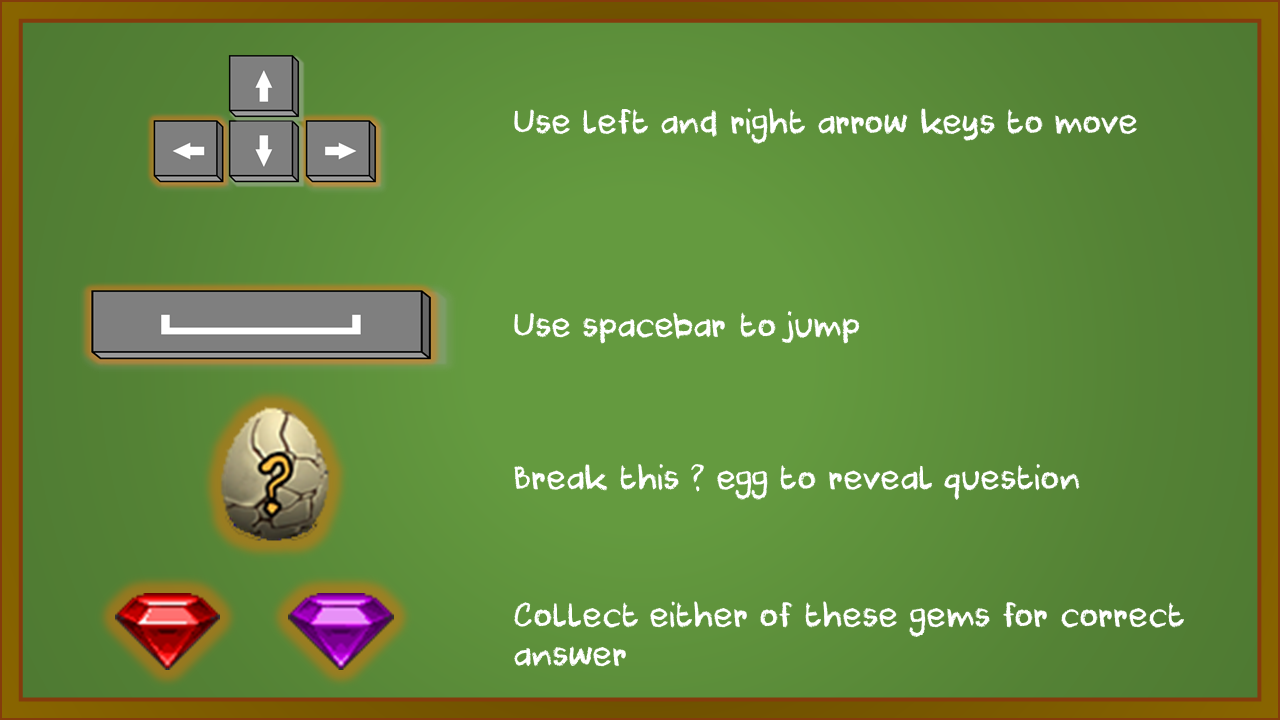 Use left and right arrow keys to move
Use spacebar to jump
?
Break this ? egg to reveal question
Collect either of these gems for correct
answer